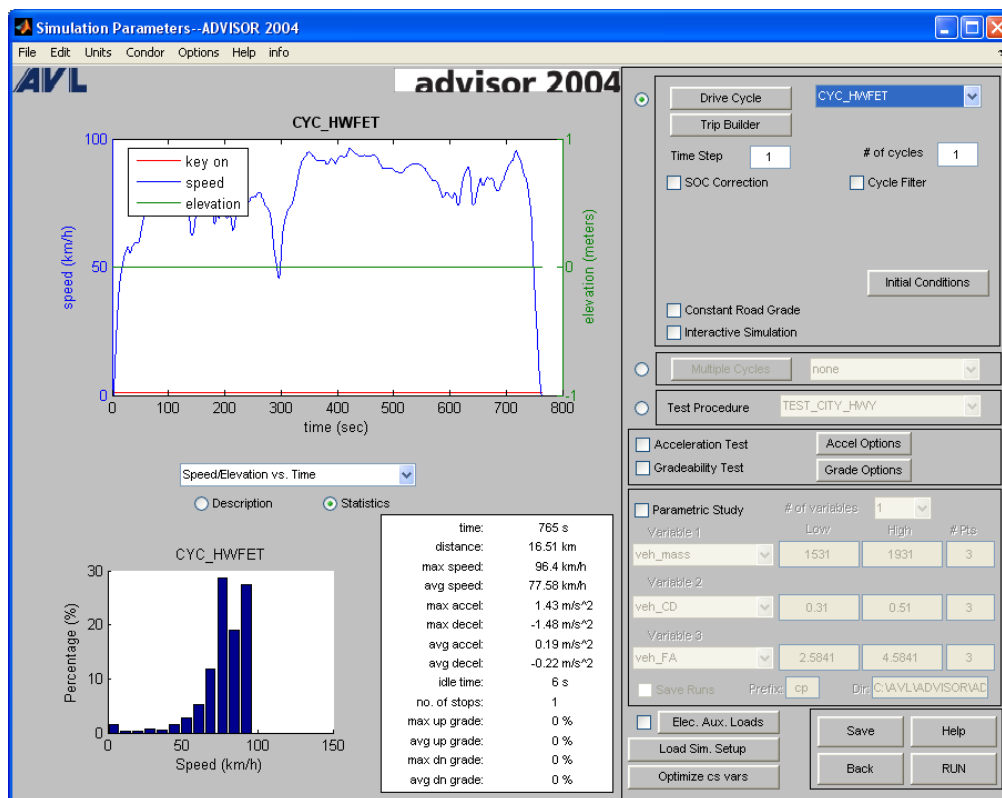 Simulation Parameters--ADVISOR 2004
File Edit Units Condor Options Help info
AVL
advisor 2004
CYC_HWFET
100
50
0
speed (km/h)
key on
speed
elevation
1
0
-1
elevation (meters)
0 100 200 300 400 500 600 700 800
time (sec)
Speed/Elevation vs. Time
Description Statistics
CYC_HWFET
30
20
10
0
Percentage (%)
0 50 100 150
Speed (km/h)
time: 765 s
distance: 16.51 km
max speed: 96.4 km/h
avg speed: 77.58 km/h
max accel: 1.43 m/s^2
max decel: -1.48 m/s^2
avg accel: 0.19 m/s^2
avg decel: -0.22 m/s^2
idle time: 6 s
no. of stops: 1
max up grade: 0 %
avg up grade: 0 %
max dn grade: 0 %
avg dn grade: 0 %
Drive Cycle CYC_HWFET
Trip Builder
Time Step 1 # of cycles 1
SOC Correction Cycle Filter
Initial Conditions
Constant Road Grade
Interactive Simulation
Multiple Cycles none
Test Procedure TEST_CITY_HWY
Acceleration Test Accel Options
Gradeability Test Grade Options
Parametric Study # of variables 1
Variable 1 Low High # Pts
veh_mass 1531 1931 3
Variable 2
veh_CD 0.31 0.51 3
Variable 3
veh_FA 2.5841 4.5841 3
Save Runs Prefix: cp Dir: C:\AVL\ADVISOR\AD
Elec. Aux. Loads
Load Sim. Setup
Optimize cs vars
Save Help
Back RUN